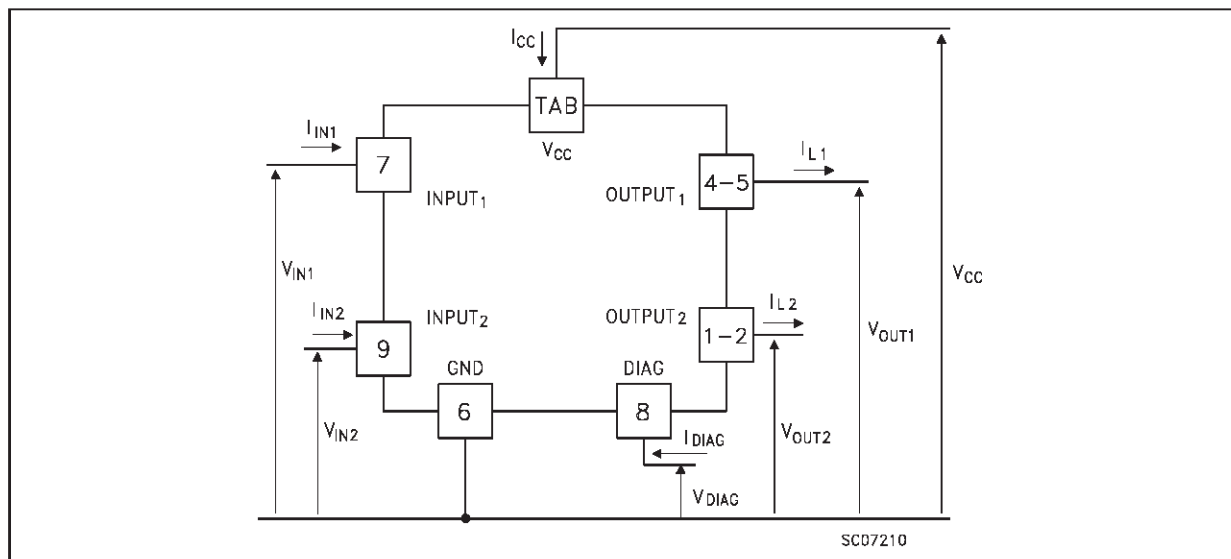 I_CC
TAB
V_CC
I_IN1
7
INPUT_1
OUTPUT_1
4-5
I_L1
V_IN1
V_CC
I_IN2
9
INPUT_2
OUTPUT_2
1-2
I_L2
V_OUT1
GND
6
DIAG
8
V_IN2
I_DIAG
V_OUT2
V_DIAG
SC07210